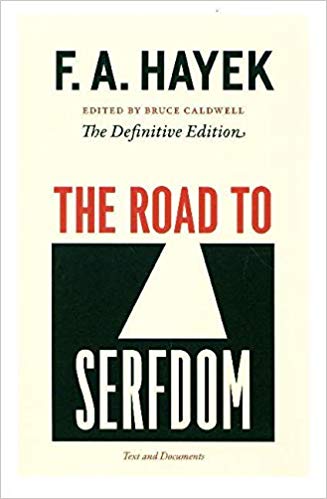 F. A. HAYEK
EDITED BY BRUCE CALDWELL
The Definitive Edition
THE ROAD TO
SERFDOM
Text and Documents